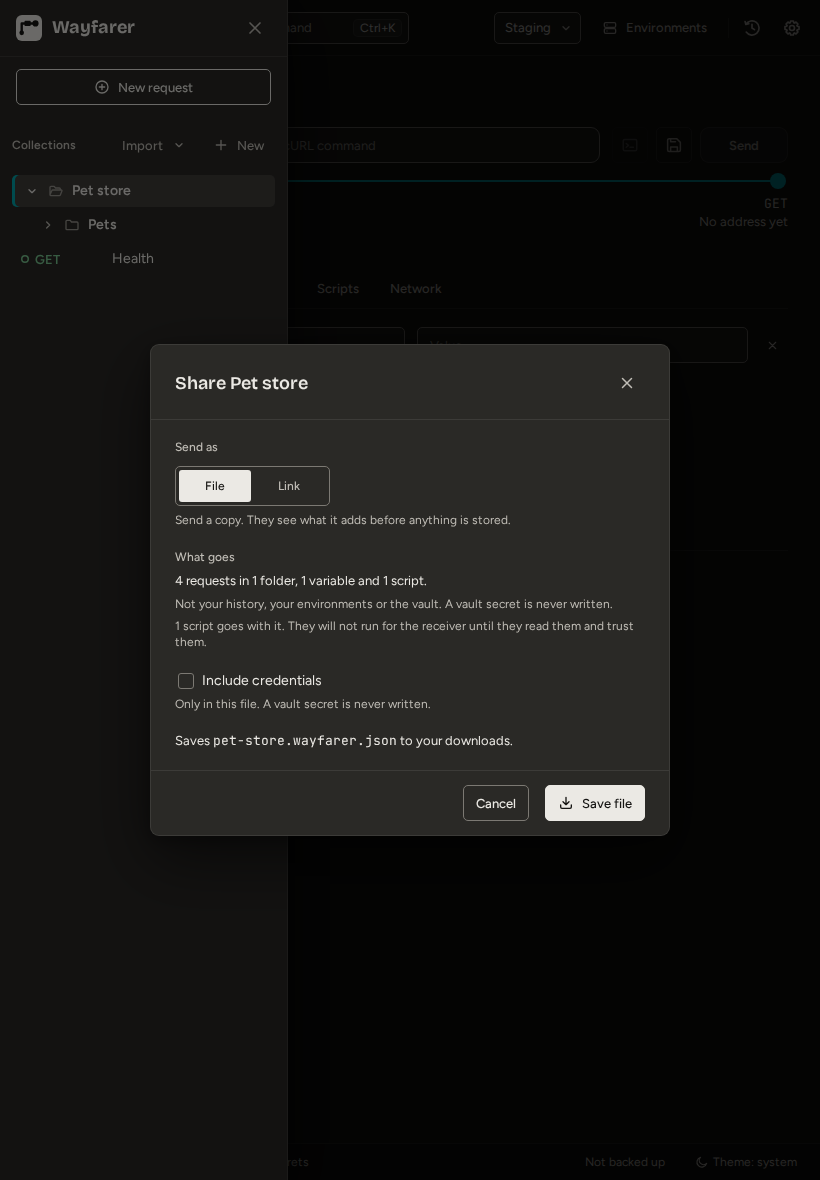 Wayfarer
Ctrl+K
Staging
Environments
New request
Collections
Import
New
URL command
Send
Pet store
Pets
GET
No address yet
GET Health
Scripts
Network
Share Pet store
Send as
File
Link
Send a copy. They see what it adds before anything is stored.
What goes
4 requests in 1 folder, 1 variable and 1 script.
Not your history, your environments or the vault. A vault secret is never written.
1 script goes with it. They will not run for the receiver until they read them and trust
them.
Include credentials
Only in this file. A vault secret is never written.
Saves pet-store.wayfarer.json to your downloads.
Cancel
Save file
Not backed up
Theme: system